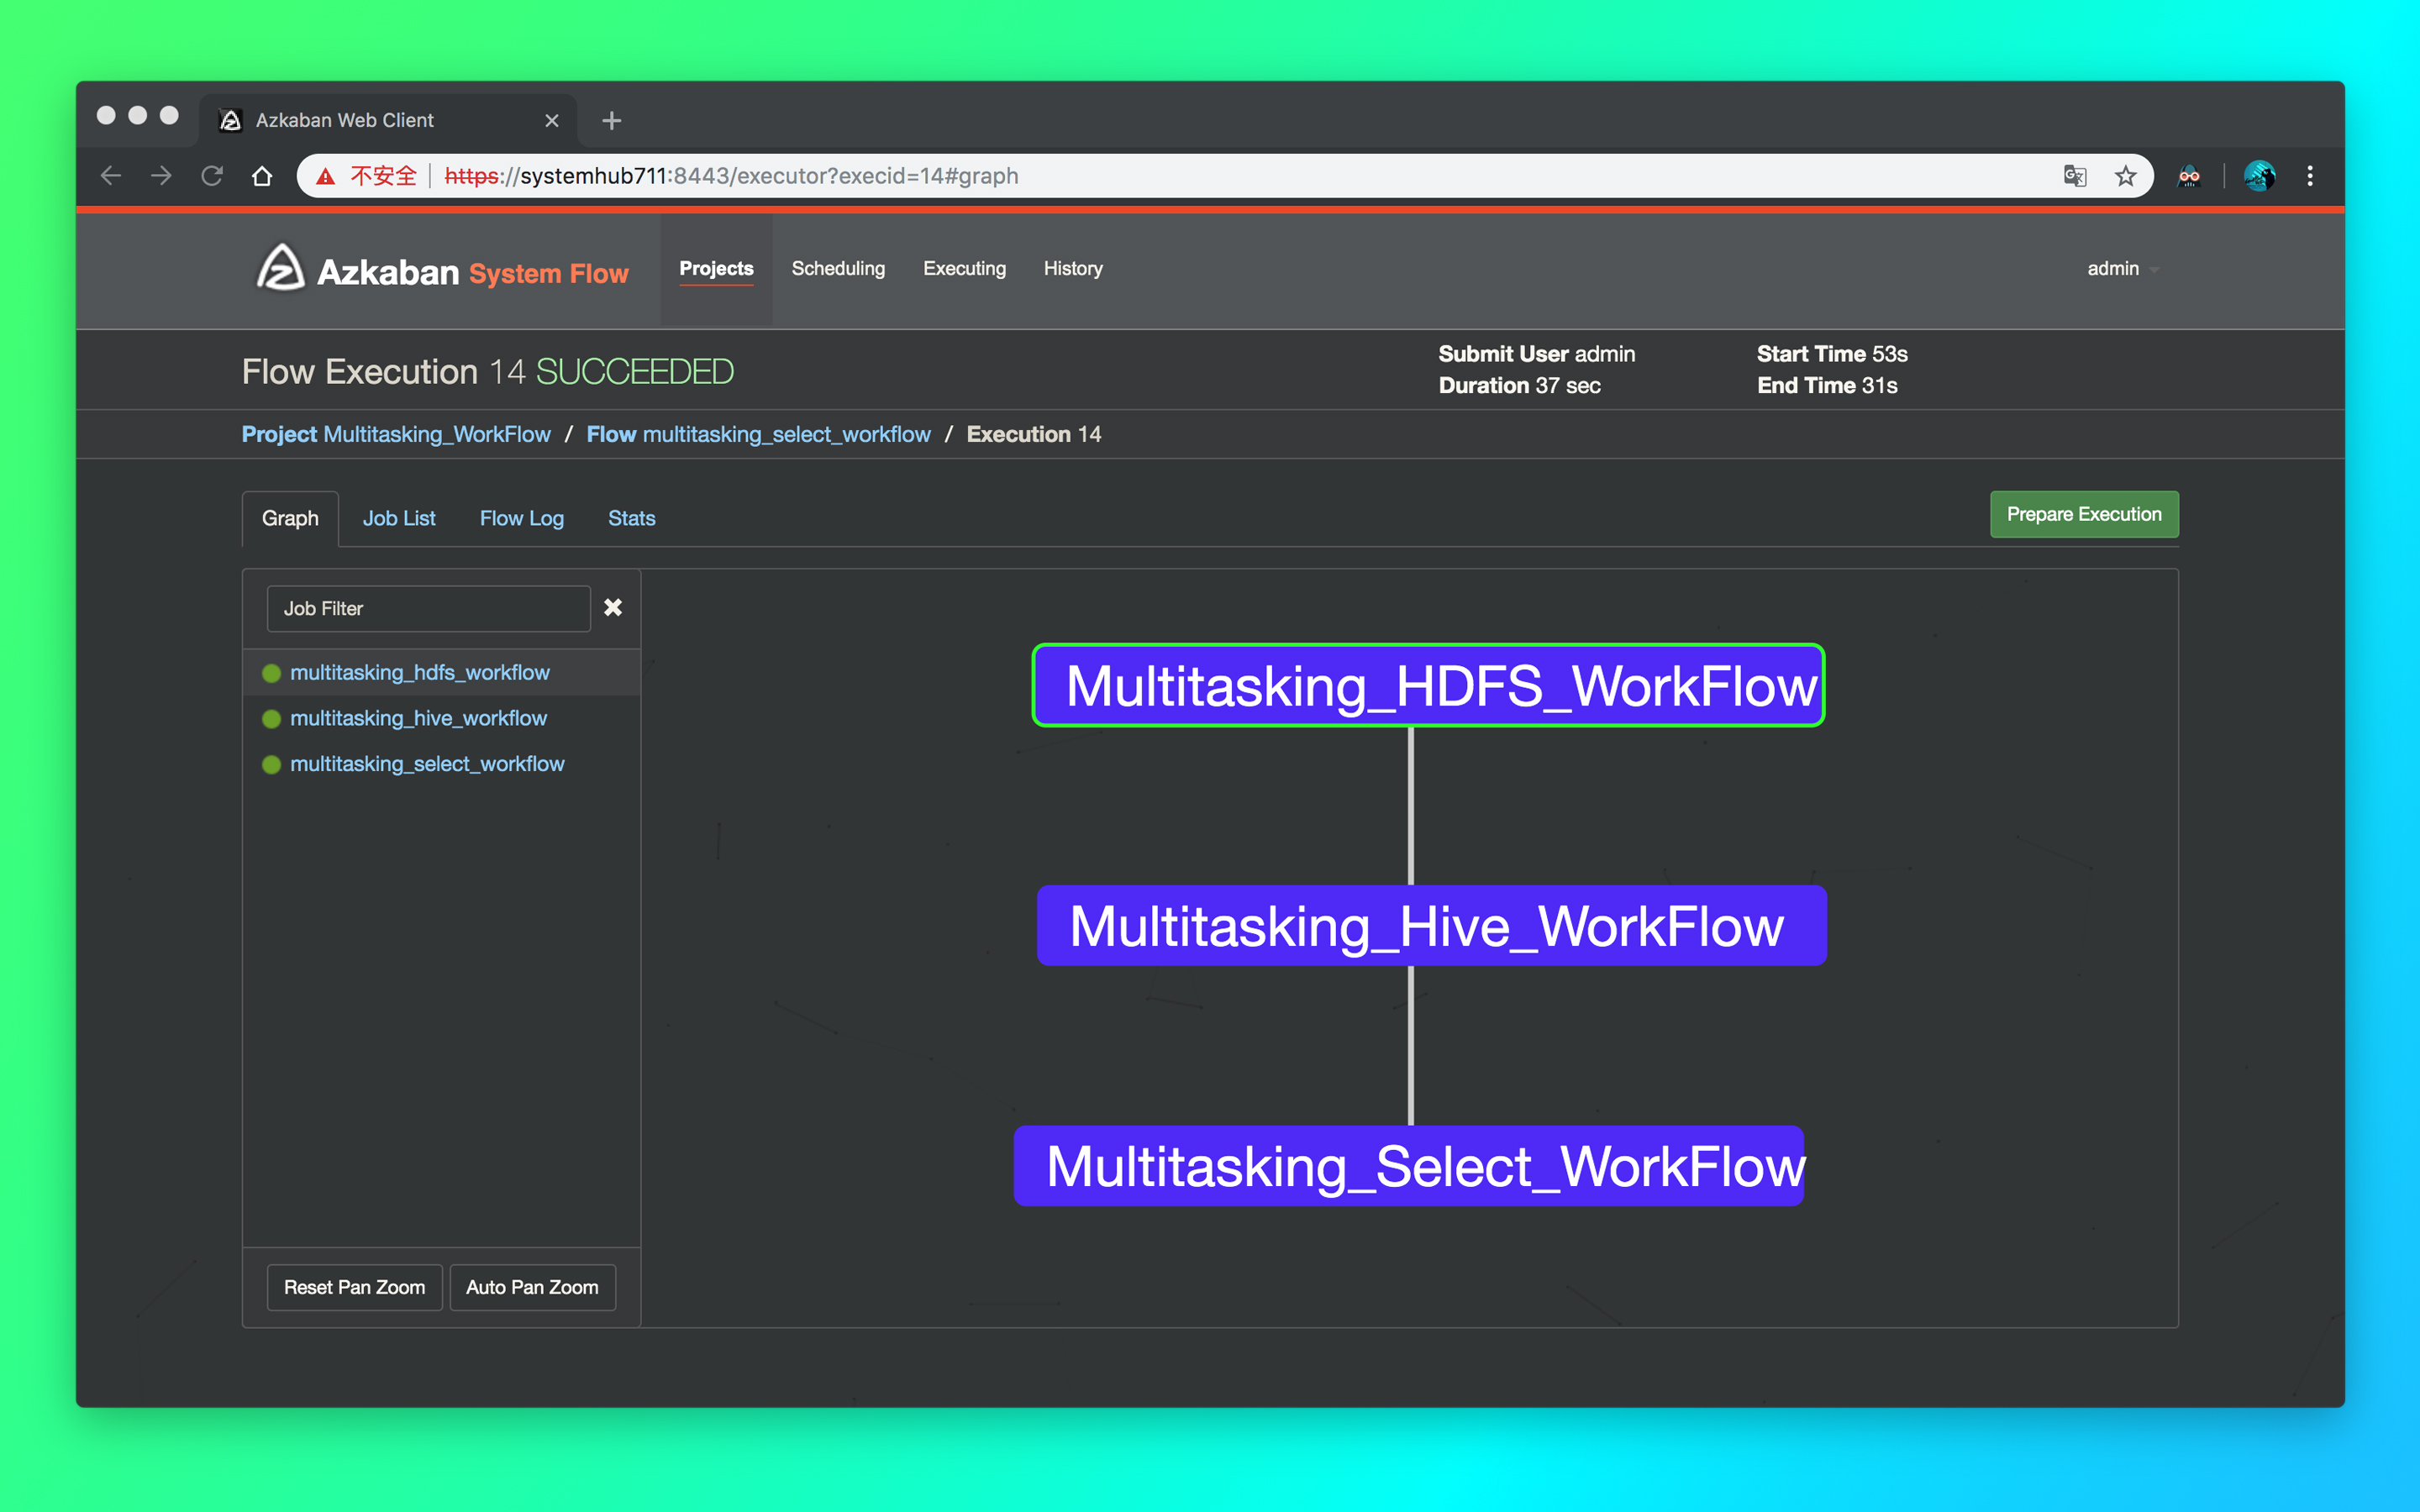 Azkaban Web Client
不安全 https://systemhub711:8443/executor?execid=14#graph
Azkaban System Flow Projects Scheduling Executing History admin
Flow Execution 14 SUCCEEDED
Submit User admin
Duration 37 sec
Start Time 53s
End Time 31s
Project Multitasking_WorkFlow / Flow multitasking_select_workflow / Execution 14
Graph Job List Flow Log Stats Prepare Execution
Job Filter
multitasking_hdfs_workflow
multitasking_hive_workflow
multitasking_select_workflow
Reset Pan Zoom Auto Pan Zoom
Multitasking_HDFS_WorkFlow
Multitasking_Hive_WorkFlow
Multitasking_Select_WorkFlow